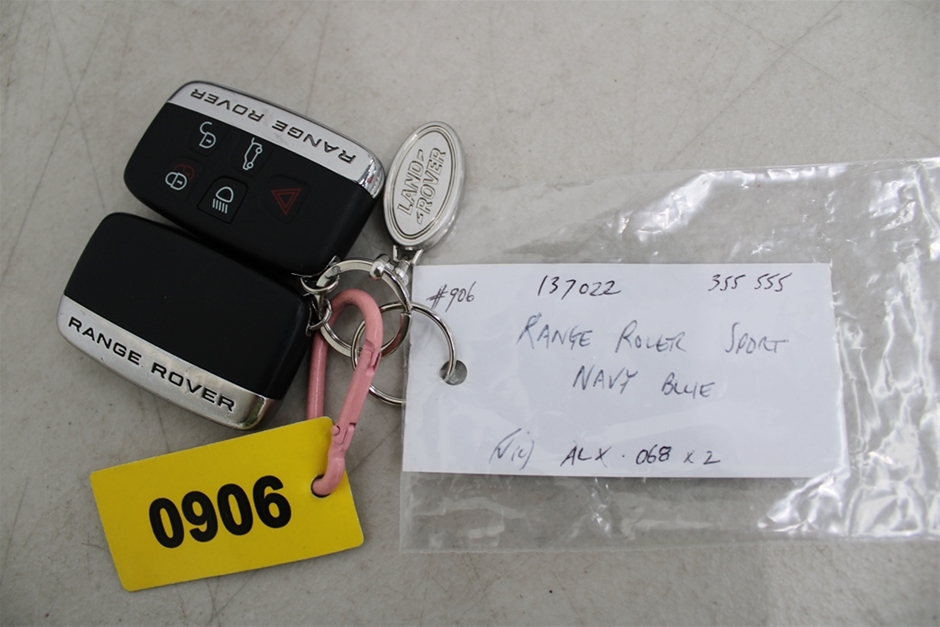 RANGE ROVER
LAND
ROVER
RANGE ROVER
0906
#906 137022 355 555
RANGE ROVER SPORT
NAVY BLUE
(Vic) ALX.068 x 2